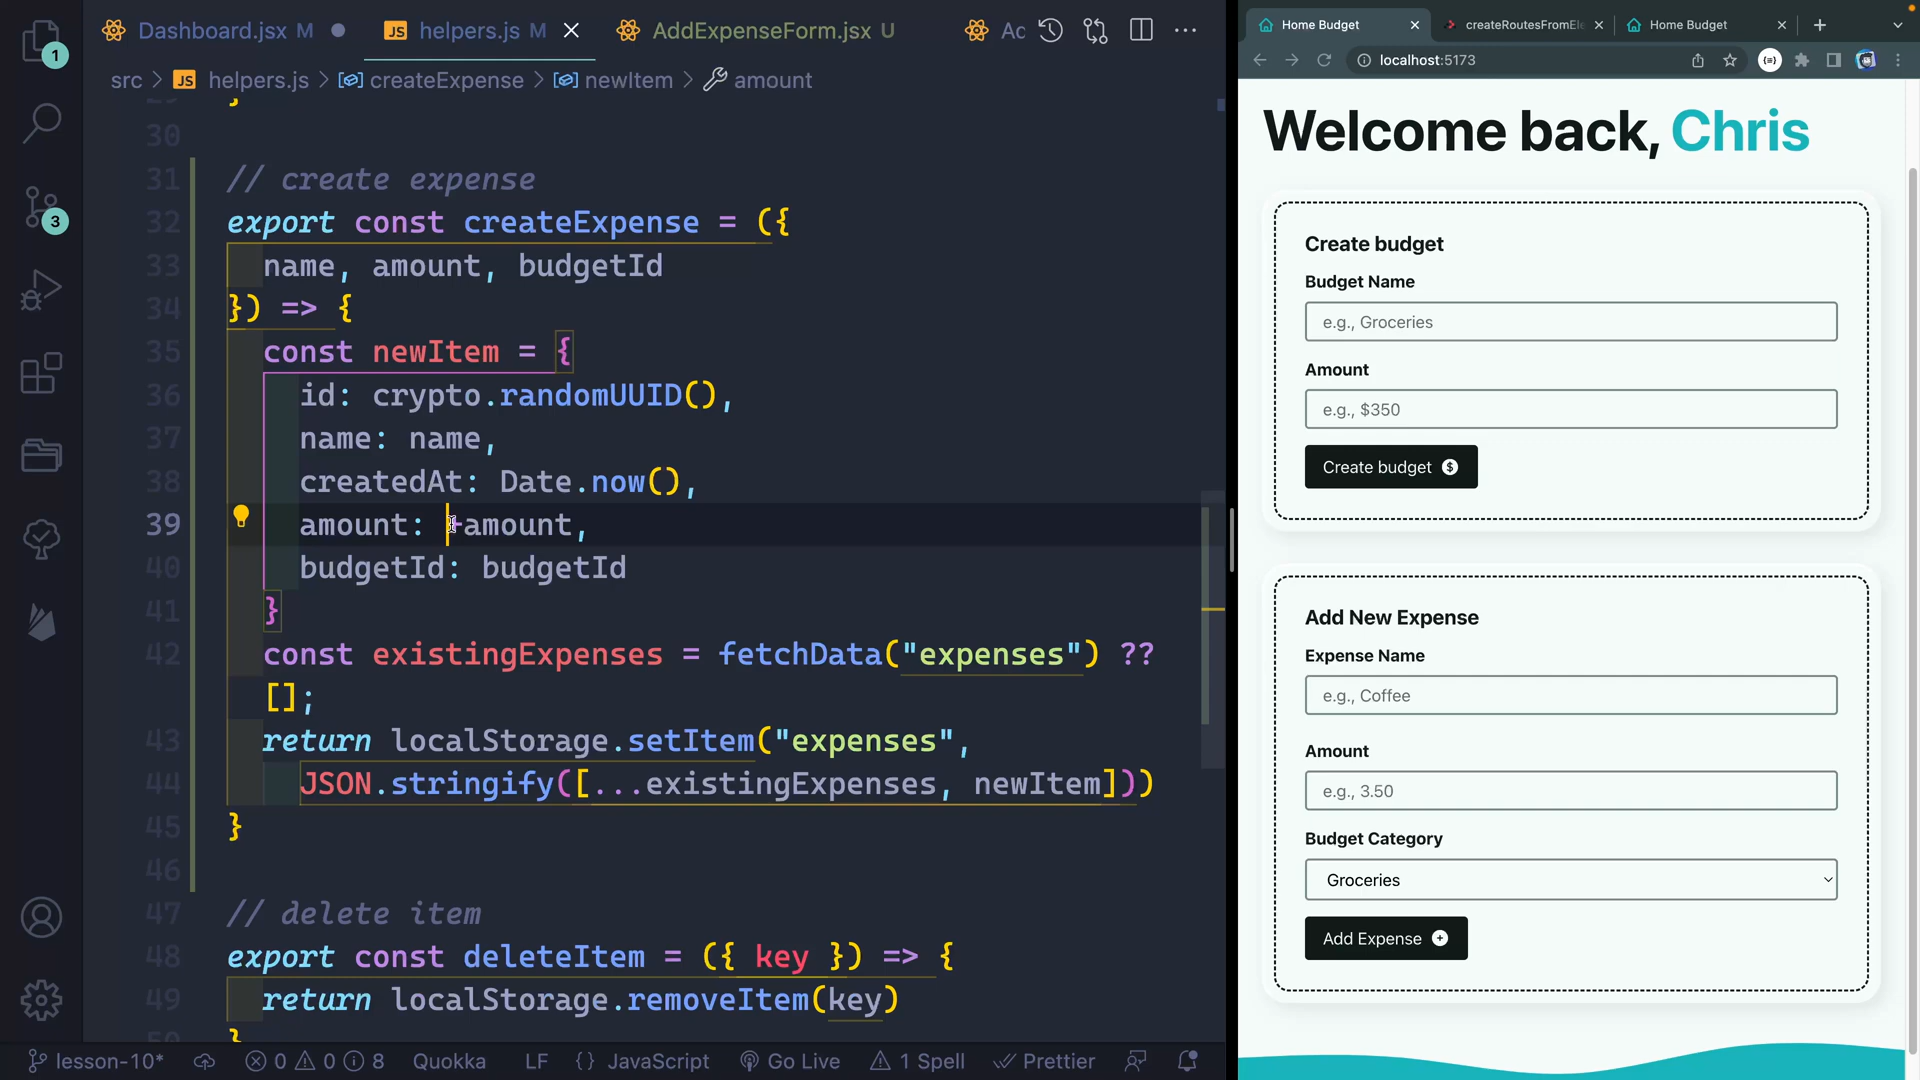 Dashboard.jsx M
JS helpers.js M
AddExpenseForm.jsx U
Ac
src > JS helpers.js > createExpense > newItem > amount
1
3
30
31 // create expense
32 export const createExpense = ({
33 name, amount, budgetId
34 }) => {
35 const newItem = {
36 id: crypto.randomUUID(),
37 name: name,
38 createdAt: Date.now(),
39 amount: +amount,
40 budgetId: budgetId
41 }
42 const existingExpenses = fetchData("expenses") ??
[];
43 return localStorage.setItem("expenses",
44 JSON.stringify([...existingExpenses, newItem]))
45 }
46
47 // delete item
48 export const deleteItem = ({ key }) => {
49 return localStorage.removeItem(key)
lesson-10* 0 0 8 Quokka LF {} JavaScript Go Live 1 Spell Prettier
Home Budget
createRoutesFromEle
Home Budget
localhost:5173
Welcome back, Chris
Create budget
Budget Name
e.g., Groceries
Amount
e.g., $350
Create budget $
Add New Expense
Expense Name
e.g., Coffee
Amount
e.g., 3.50
Budget Category
Groceries
Add Expense +